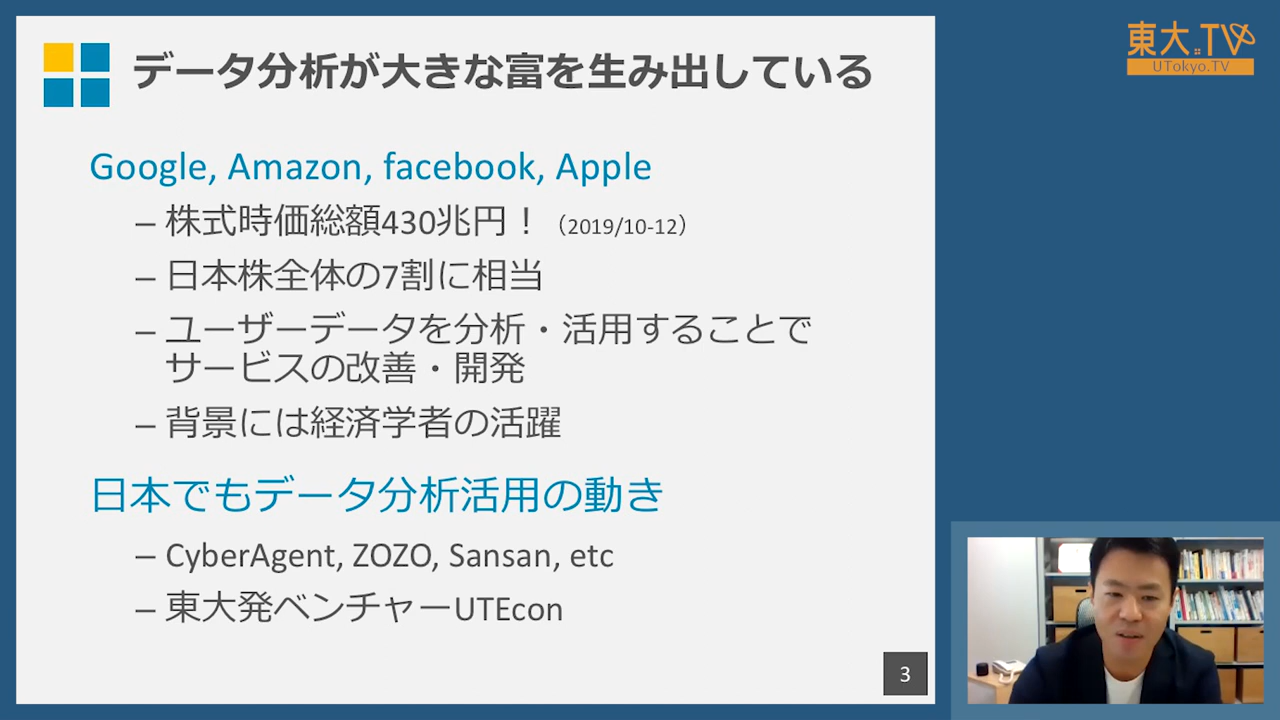 データ分析が大きな富を生み出している
東大TV
UTokyo.TV
Google, Amazon, facebook, Apple
– 株式時価総額430兆円！（2019/10-12）
– 日本株全体の7割に相当
– ユーザーデータを分析・活用することで
サービスの改善・開発
– 背景には経済学者の活躍
日本でもデータ分析活用の動き
– CyberAgent, ZOZO, Sansan, etc
– 東大発ベンチャーUTEcon
3